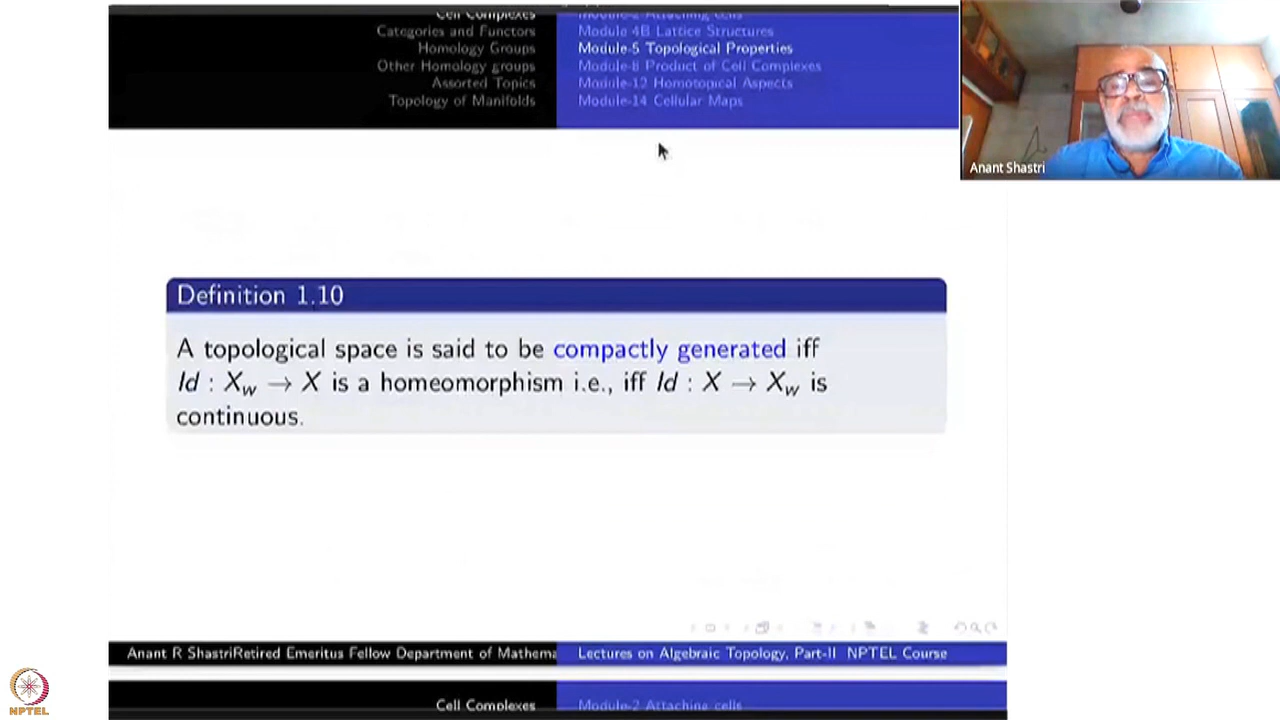 Cell Complexes
Module-2 Attaching cells
Categories and Functors
Module 4B Lattice Structures
Homology Groups
Module-5 Topological Properties
Other Homology groups
Module-8 Product of Cell Complexes
Assorted Topics
Module-12 Homotopical Aspects
Topology of Manifolds
Module-14 Cellular Maps
Anant Shastri
Definition 1.10
A topological space is said to be compactly generated iff
Id : X_w → X is a homeomorphism i.e., iff Id : X → X_w is
continuous.
Anant R ShastriRetired Emeritus Fellow Department of Mathema
Lectures on Algebraic Topology, Part-II NPTEL Course
Cell Complexes
Module-2 Attaching cells
NPTEL